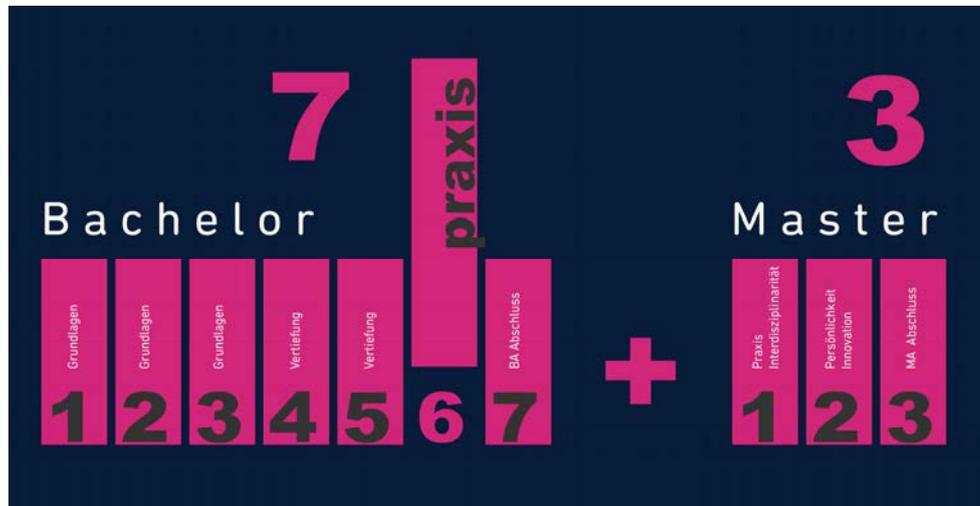 7
praxis
3
Bachelor
Master
Grundlagen
Grundlagen
Grundlagen
Vertiefung
Vertiefung
BA Abschluss
Praxis
Interdisziplinarität
Persönlichkeit
Innovation
MA Abschluss
1 2 3 4 5 6 7 + 1 2 3